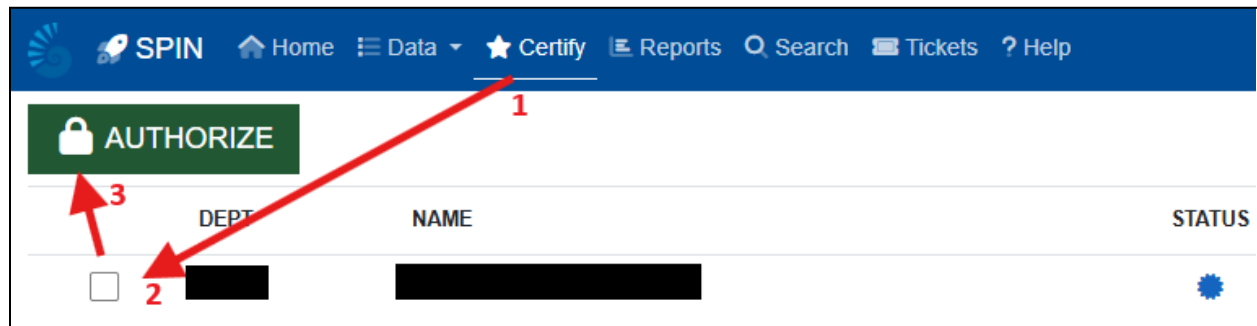 SPIN Home Data Certify Reports Search Tickets ? Help
1
AUTHORIZE
3
DEPT NAME STATUS
2